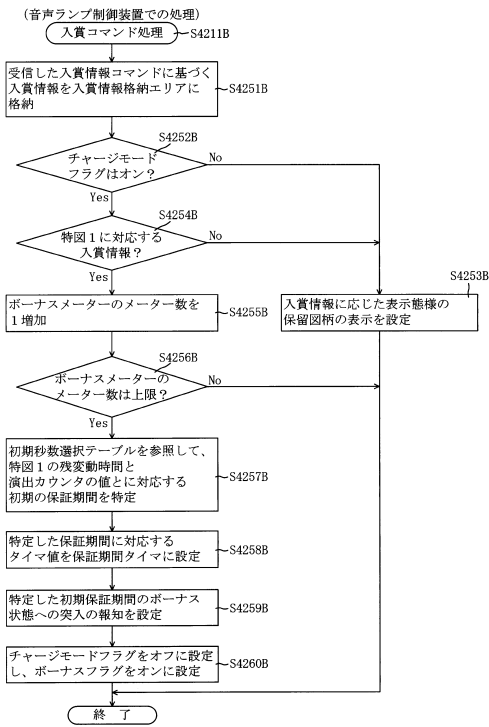 (音声ランプ制御装置での処理)
入賞コマンド処理
S4211B
受信した入賞情報コマンドに基づく
入賞情報を入賞情報格納エリアに
格納
S4251B
S4252B
チャージモード
フラグはオン?
No
Yes
S4254B
特図1に対応する
入賞情報?
No
Yes
S4253B
入賞情報に応じた表示態様の
保留図柄の表示を設定
ボーナスメーターのメーター数を
1増加
S4255B
S4256B
ボーナスメーターの
メーター数は上限?
No
Yes
初期秒数選択テーブルを参照して、
特図1の残変動時間と
演出カウンタの値とに対応する
初期の保証期間を特定
S4257B
特定した保証期間に対応する
タイマ値を保証期間タイマに設定
S4258B
特定した初期保証期間のボーナス
状態への突入の報知を設定
S4259B
チャージモードフラグをオフに設定
し、ボーナスフラグをオンに設定
S4260B
終 了